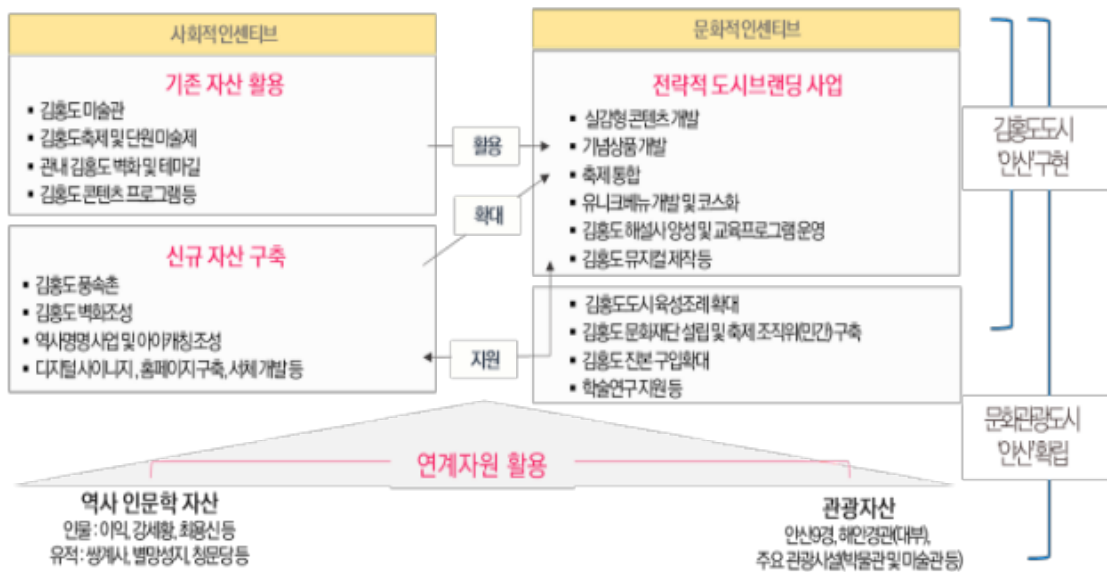 사회적인센티브
기존 자산 활용
▪ 김홍도 미술관
▪ 김홍도축제 및 단원미술제
▪ 관내 김홍도 벽화 및 테마길
▪ 김홍도 콘텐츠 프로그램 등
신규 자산 구축
▪ 김홍도 풍속촌
▪ 김홍도 벽화조성
▪ 역사명명 사업 및 아이캐칭 조성
▪ 디지털 사이니지, 홈페이지 구축, 서체 개발 등
활용
확대
지원
문화적인센티브
전략적 도시브랜딩 사업
▪ 실감형 콘텐츠 개발
▪ 기념상품 개발
▪ 축제 통합
▪ 유니크베뉴 개발 및 코스화
▪ 김홍도 해설사 양성 및 교육프로그램 운영
▪ 김홍도 뮤지컬 제작 등
▪ 김홍도도시 육성조례 확대
▪ 김홍도 문화재단 설립 및 축제 조직위(민간) 구축
▪ 김홍도 진본 구입확대
▪ 학술연구 지원 등
김홍도도시
'안산'구현
문화관광도시
'안산'확립
연계자원 활용
역사 인문학 자산
인물 : 이익, 강세황, 최용신 등
유적 : 쌍계사, 별망성지, 청문당 등
관광자산
안산9경, 해안경관(대부),
주요 관광시설(박물관 및 미술관 등)